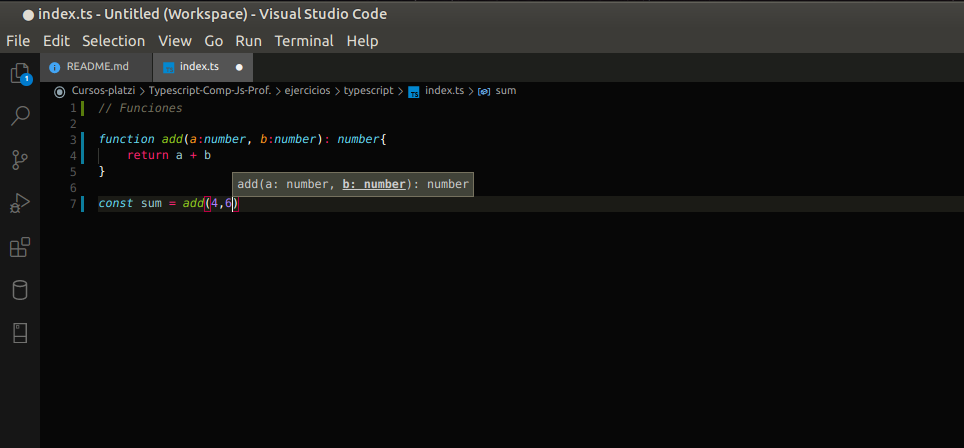 index.ts - Untitled (Workspace) - Visual Studio Code
File Edit Selection View Go Run Terminal Help
README.md index.ts
1
Cursos-platzi > Typescript-Comp-Js-Prof. > ejercicios > typescript > TS index.ts > sum
1 // Funciones
2
3 function add(a:number, b:number): number{
4 return a + b
5 }
6 add(a: number, b: number): number
7 const sum = add(4,6)